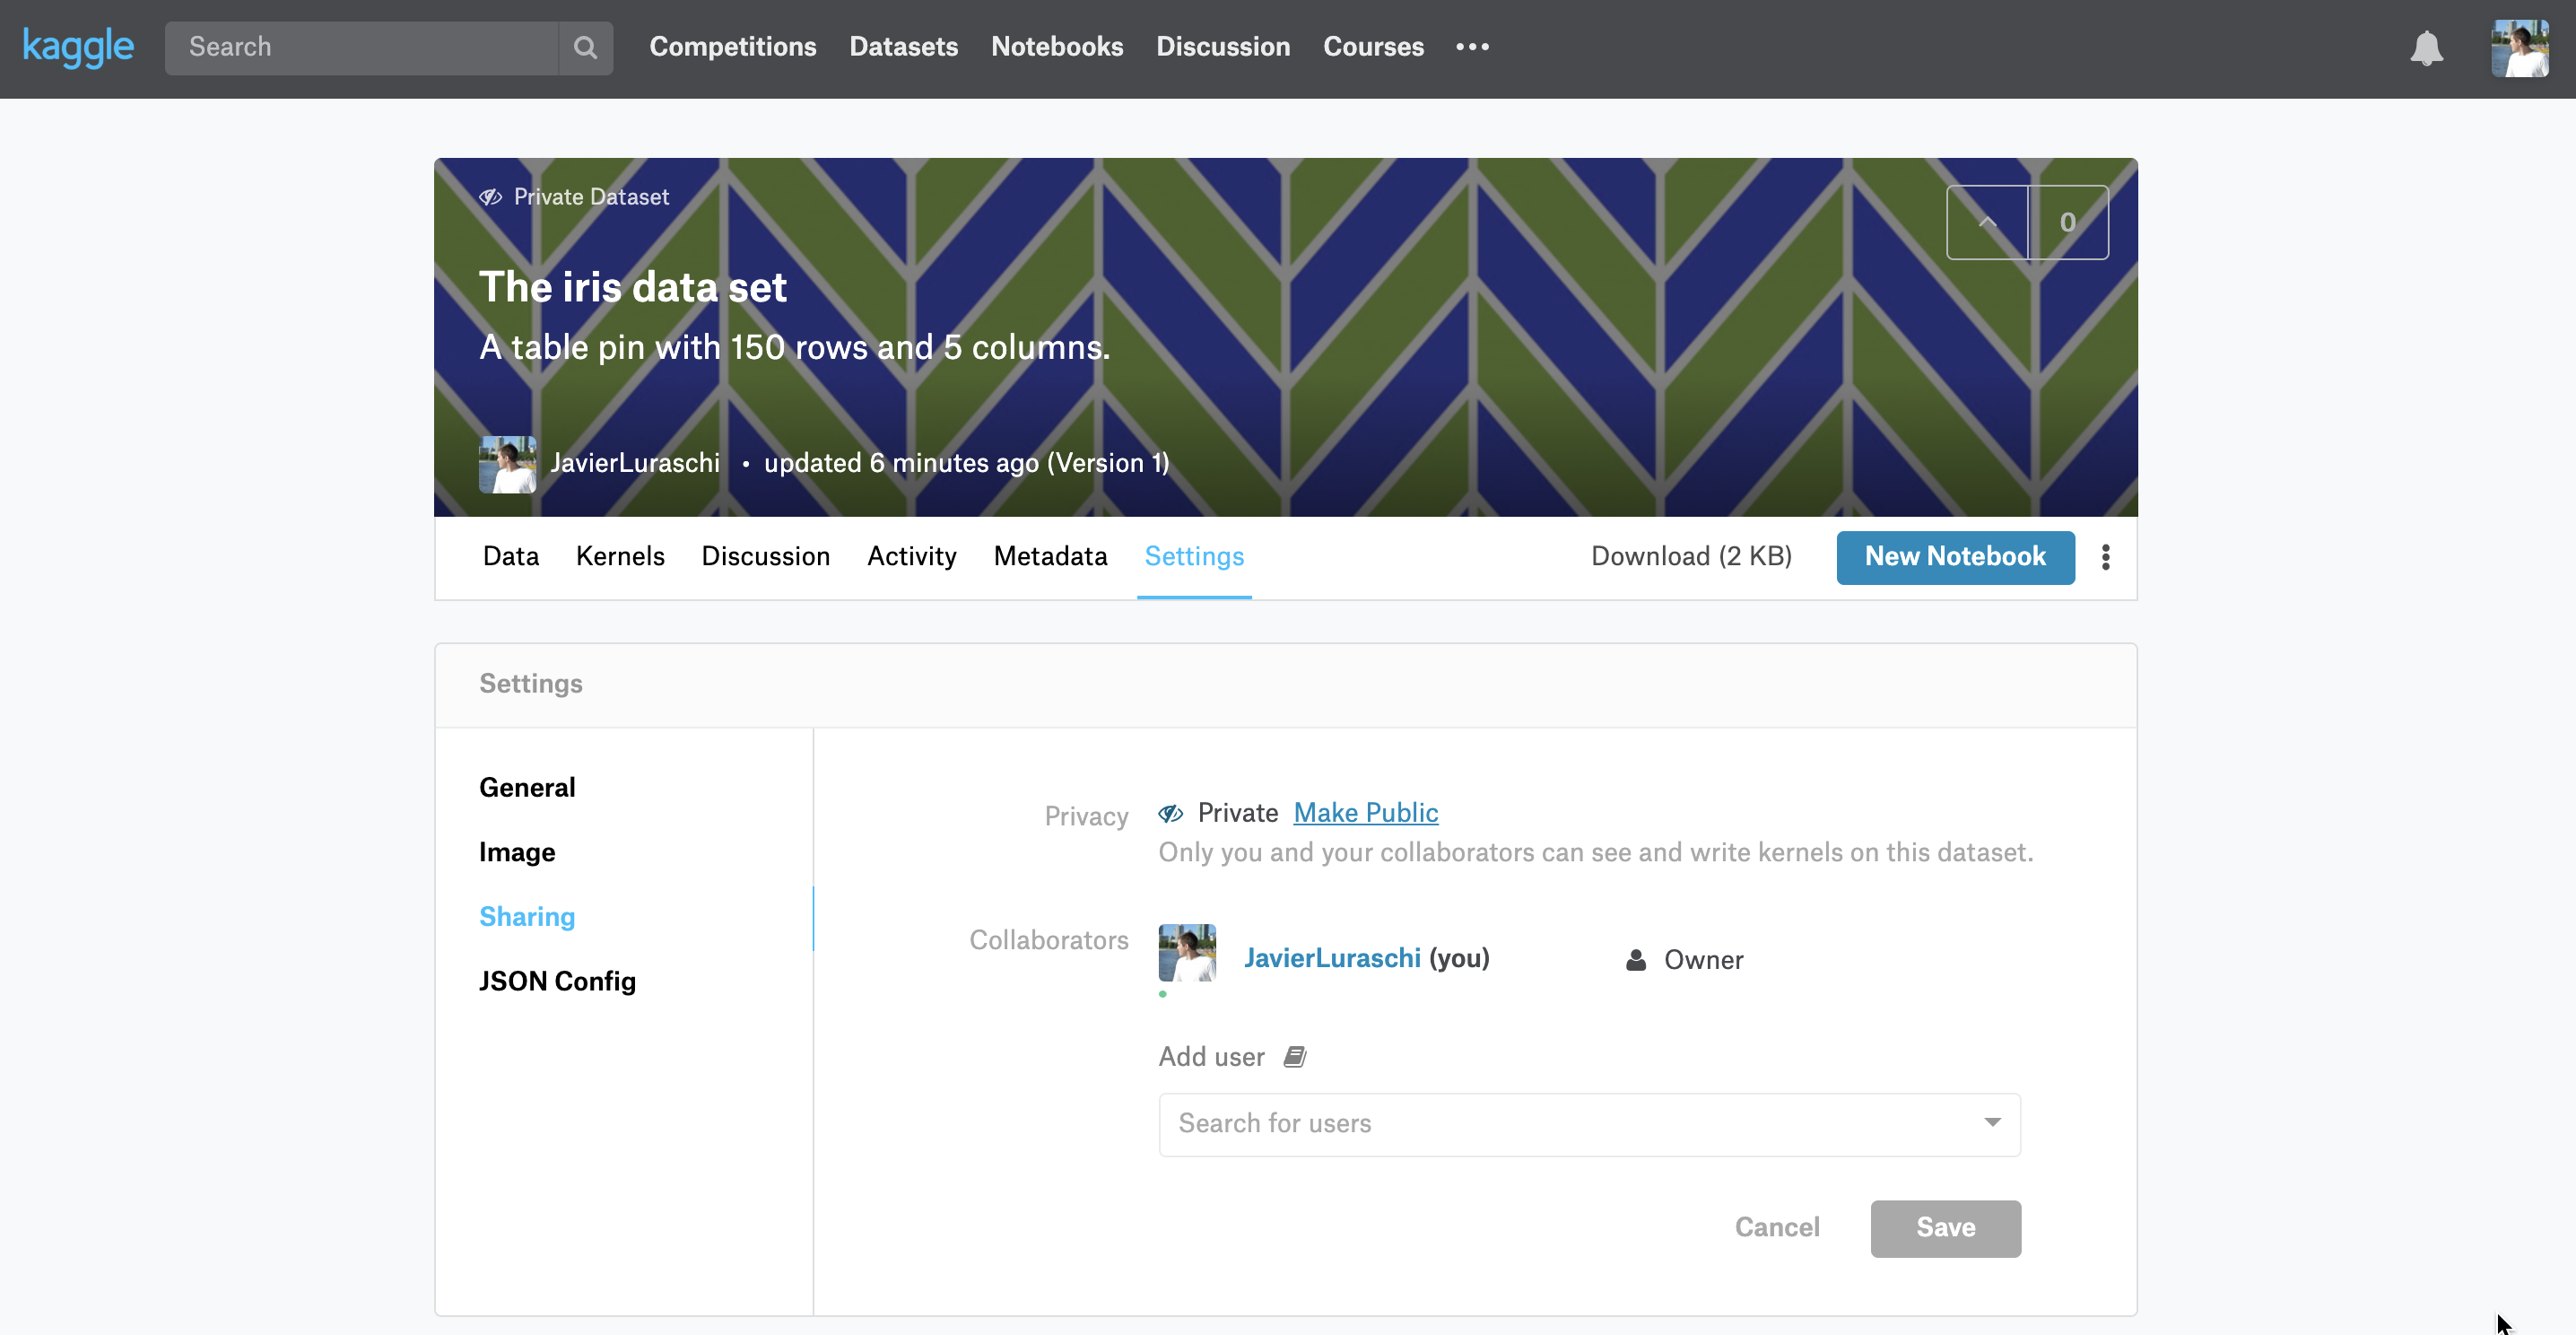 kaggle Search Competitions Datasets Notebooks Discussion Courses
Private Dataset
0
The iris data set
A table pin with 150 rows and 5 columns.
JavierLuraschi • updated 6 minutes ago (Version 1)
Data Kernels Discussion Activity Metadata Settings Download (2 KB) New Notebook
Settings
General
Image
Sharing
JSON Config
Privacy Private Make Public
Only you and your collaborators can see and write kernels on this dataset.
Collaborators JavierLuraschi (you) Owner
Add user
Search for users
Cancel Save